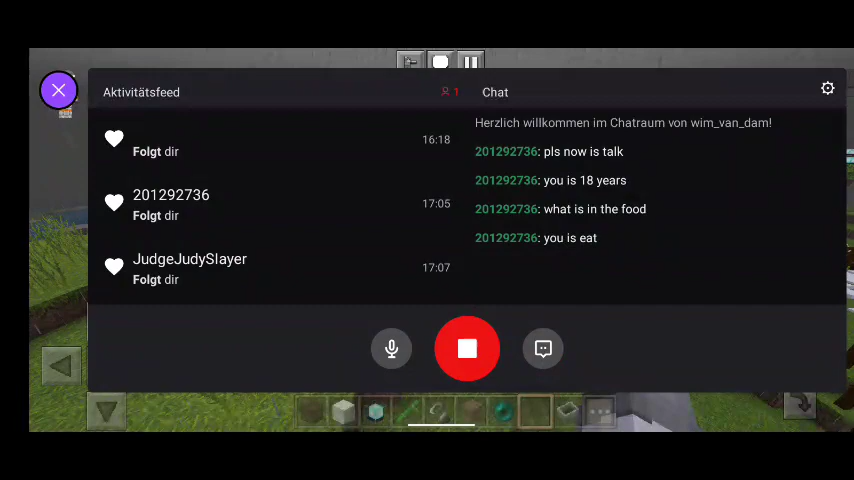 Aktivitätsfeed
1
Chat
Herzlich willkommen im Chatraum von wim_van_dam!
Folgt dir
16:18
201292736: pls now is talk
201292736: you is 18 years
201292736
Folgt dir
17:05
201292736: what is in the food
201292736: you is eat
JudgeJudySlayer
Folgt dir
17:07